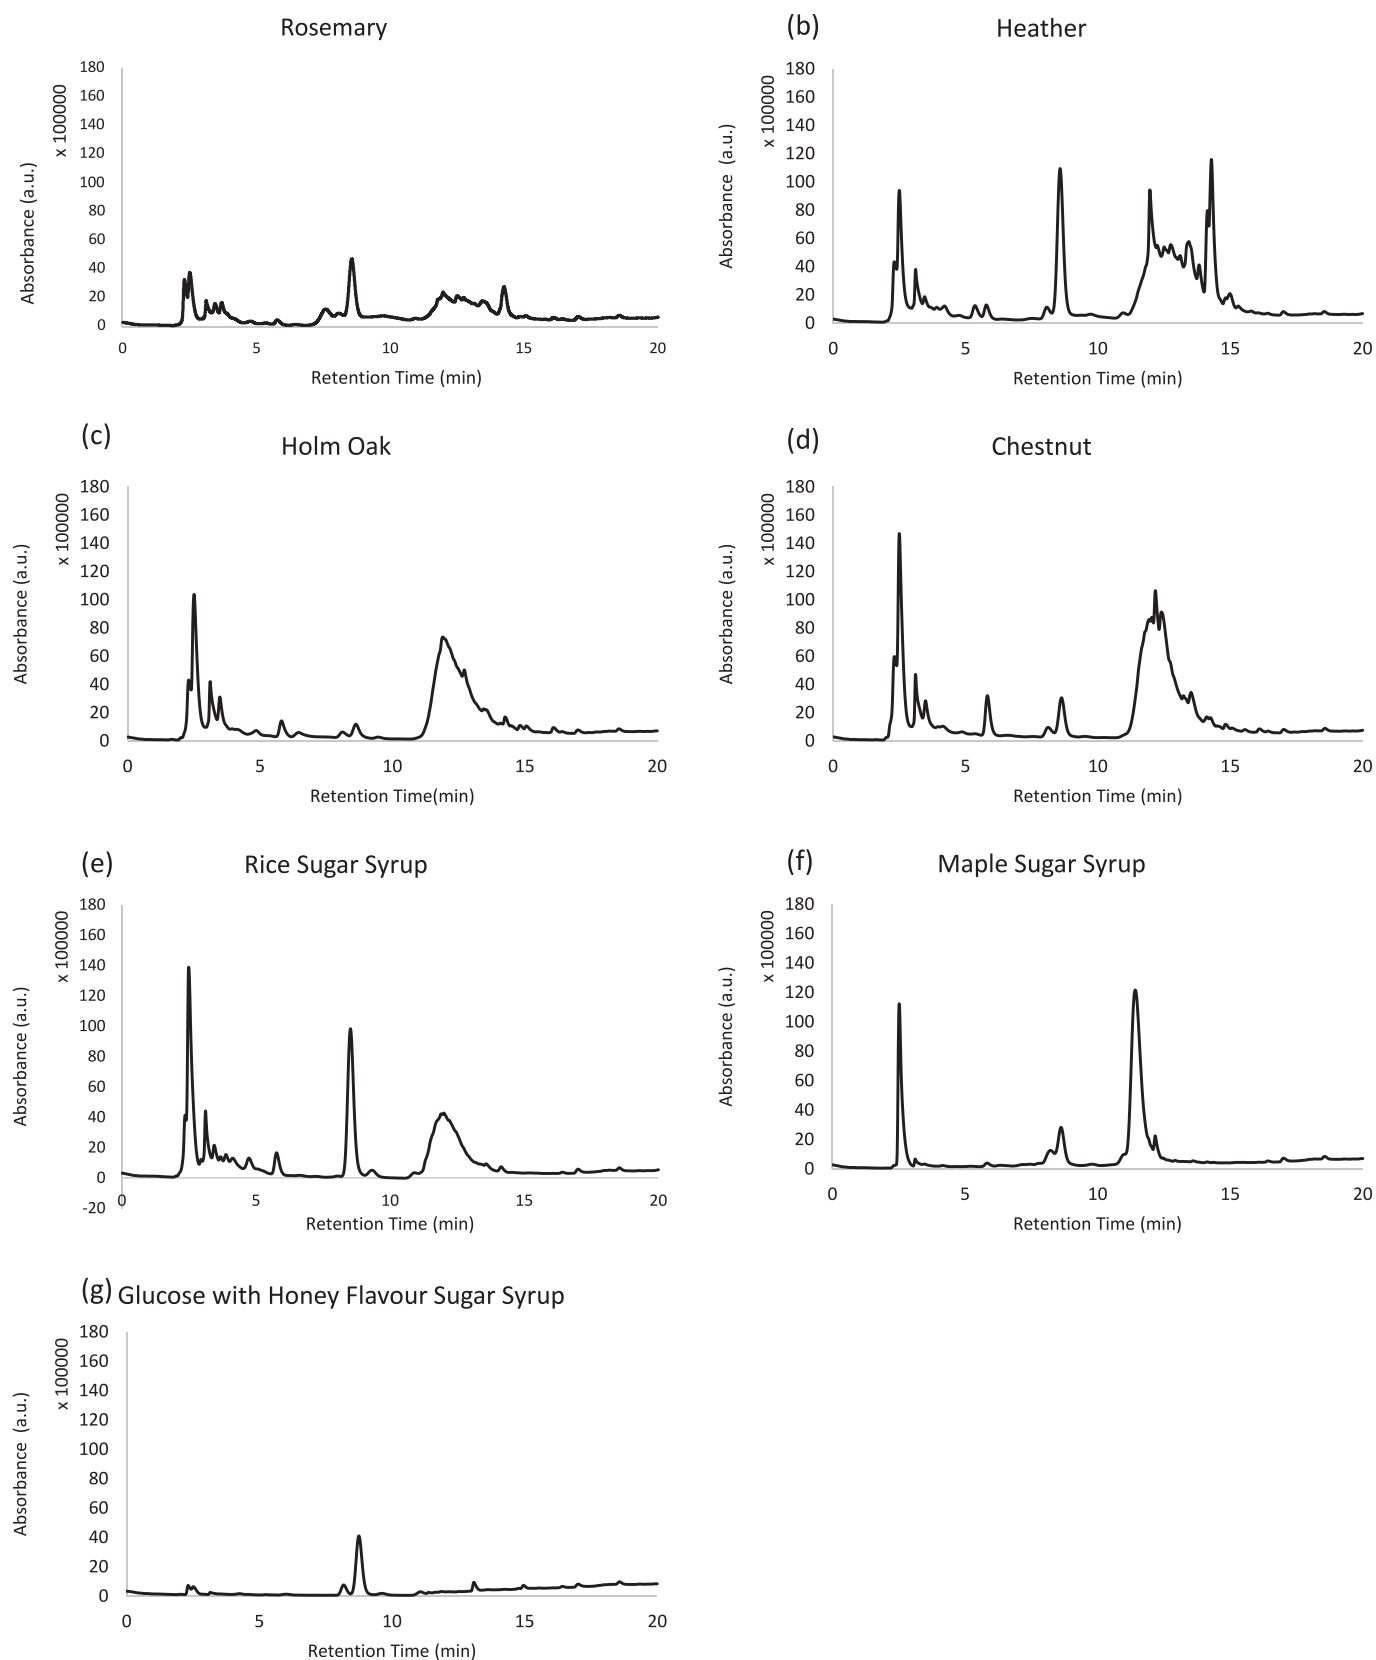 Rosemary
x 100000
Absorbance (a.u.)
180
160
140
120
100
80
60
40
20
0
0 5 10 15 20
Retention Time (min)
(b) Heather
x 100000
Absorbance (a.u.)
180
160
140
120
100
80
60
40
20
0
0 5 10 15 20
Retention Time (min)
(c) Holm Oak
x 100000
Absorbance (a.u.)
180
160
140
120
100
80
60
40
20
0
0 5 10 15 20
Retention Time(min)
(d) Chestnut
x 100000
Absorbance (a.u.)
180
160
140
120
100
80
60
40
20
0
0 5 10 15 20
Retention Time (min)
(e) Rice Sugar Syrup
x 100000
Absorbance (a.u.)
180
160
140
120
100
80
60
40
20
0
-20
0 5 10 15 20
Retention Time (min)
(f) Maple Sugar Syrup
x 100000
Absorbance (a.u.)
180
160
140
120
100
80
60
40
20
0
0 5 10 15 20
Retention Time (min)
(g) Glucose with Honey Flavour Sugar Syrup
x 100000
Absorbance (a.u.)
180
160
140
120
100
80
60
40
20
0
0 5 10 15 20
Retention Time (min)